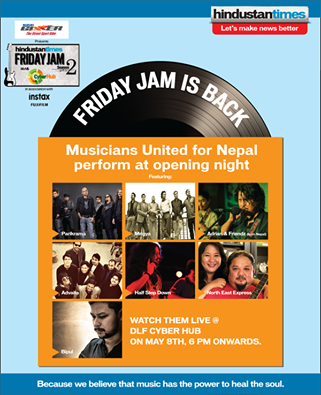 hindustantimes
Let's make news better
Presents
hindustantimes
FRIDAY JAM
Season 2
CyberHub
in association with
instax
FUJIFILM
FRIDAY JAM IS BACK
Musicians United for Nepal
perform at opening night
Featuring:
Parikrama
Mrigya
Adrian & Friends
Advaita
Half Step Down
North East Express
Bipul
WATCH THEM LIVE @
DLF CYBER HUB
ON MAY 8TH, 6 PM ONWARDS.
Because we believe that music has the power to heal the soul.